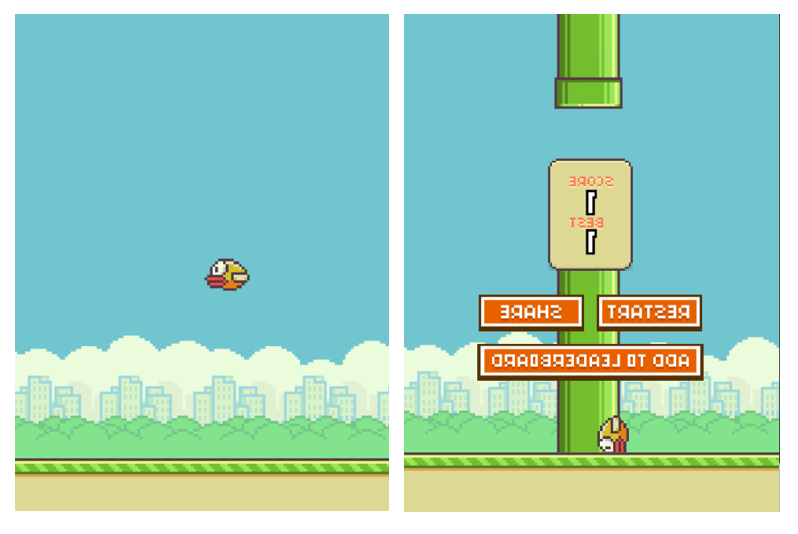 SCORE
1
BEST
1
RESTART SHARE
ADD TO LEADERBOARD